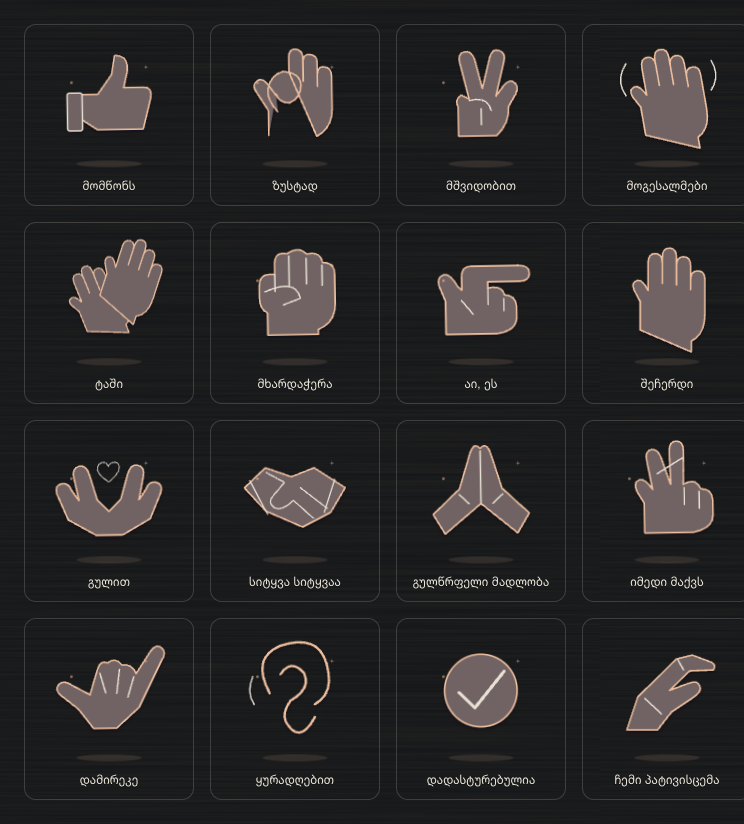 მომწონს
ზუსტად
მშვიდობით
მოგესალმები
ტაში
მხარდაჭერა
აი, ეს
შეჩერდი
გულით
სიტყვა სიტყვაა
გულწრფელი მადლობა
იმედი მაქვს
დამირეკე
ყურადღებით
დადასტურებულია
ჩემი პატივისცემა